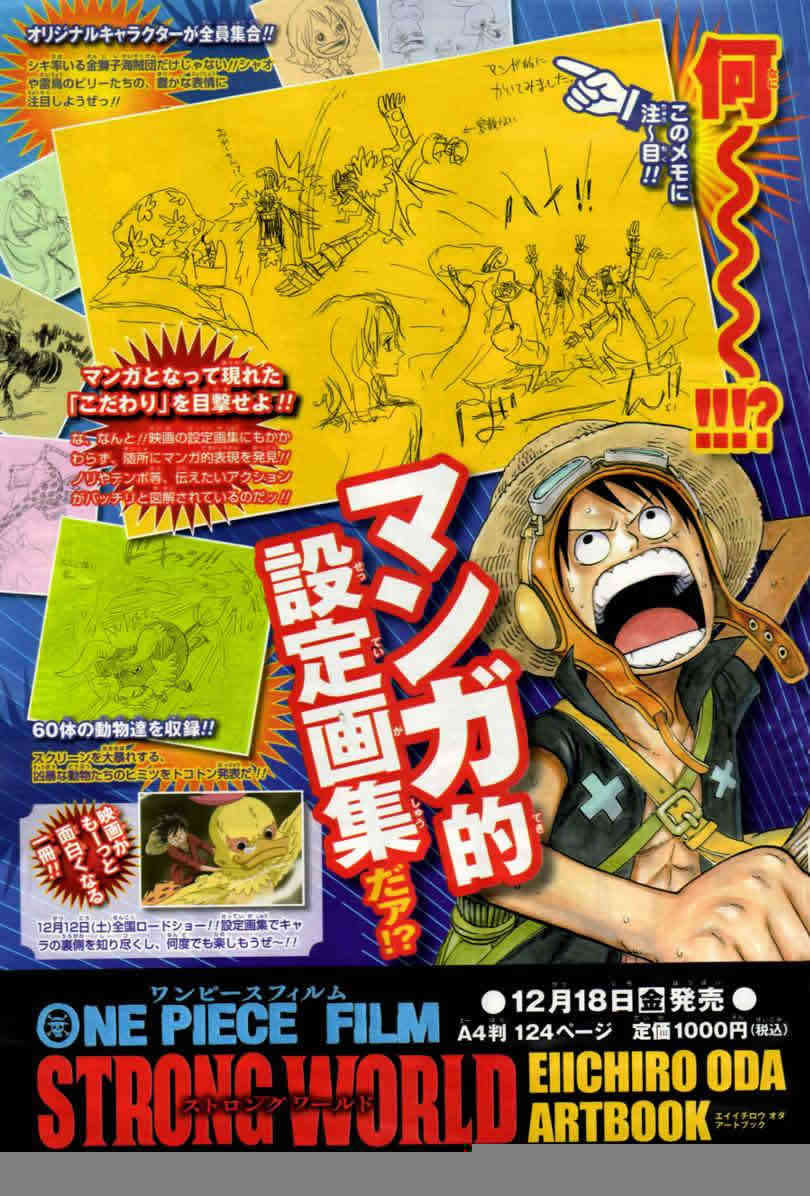 オリジナルキャラクターが全員集合!!
シキ率いる金獅子海賊団だけじゃない!!シャオ
や雷鳥のビリーたちの、豊かな表情に
注目しようぜっ!!
何〜〜〜〜!!!?
このメモに
注〜目!!
マンガ的に
かいてみました
ハイ!!
ぼん!!
マンガとなって現れた
「こだわり」を目撃せよ!!
な、なんと!!映画の設定画集にもかか
わらず、随所にマンガ的表現を発見!!
ノリやテンポ等、伝えたいアクション
がバッチリと図解されているのだッ!!
マンガ的
設定画集だァ!?
60体の動物達を収録!!
スクリーンを大暴れする、
凶暴な動物たちのヒミツをトコトン発表だ!!
映画が
もーっと
面白くなる
一冊!!
12月12日(土)全国ロードショー!!設定画集でキャ
ラの裏側を知り尽くし、何度でも楽しもうぜ〜!!
ワンピースフィルム
ONE PIECE FILM
STRONG WORLD
ストロングワールド
●12月18日金発売●
A4判 124ページ 定価1000円(税込)
EIICHIRO ODA
ARTBOOK
エイイチロウ オダ
アートブック